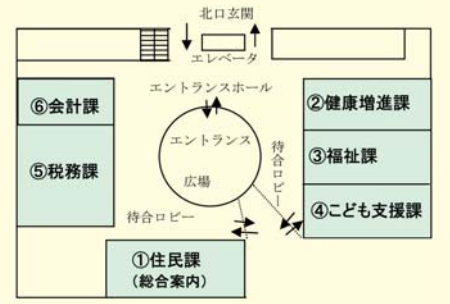 北口玄関
エレベータ
エントランスホール
⑥会計課
②健康増進課
エントランス
広場
待合ロビー
⑤税務課
③福祉課
④こども支援課
待合ロビー
①住民課
(総合案内)